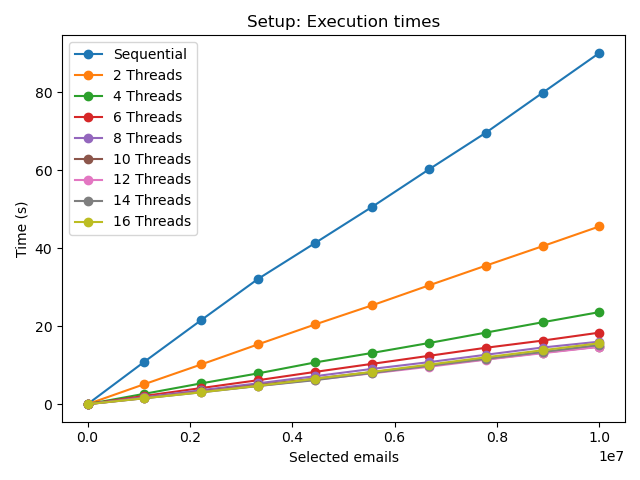 Setup: Execution times
Sequential
2 Threads
4 Threads
6 Threads
8 Threads
10 Threads
12 Threads
14 Threads
16 Threads
Time (s)
80
60
40
20
0
0.0 0.2 0.4 0.6 0.8 1.0
1e7
Selected emails